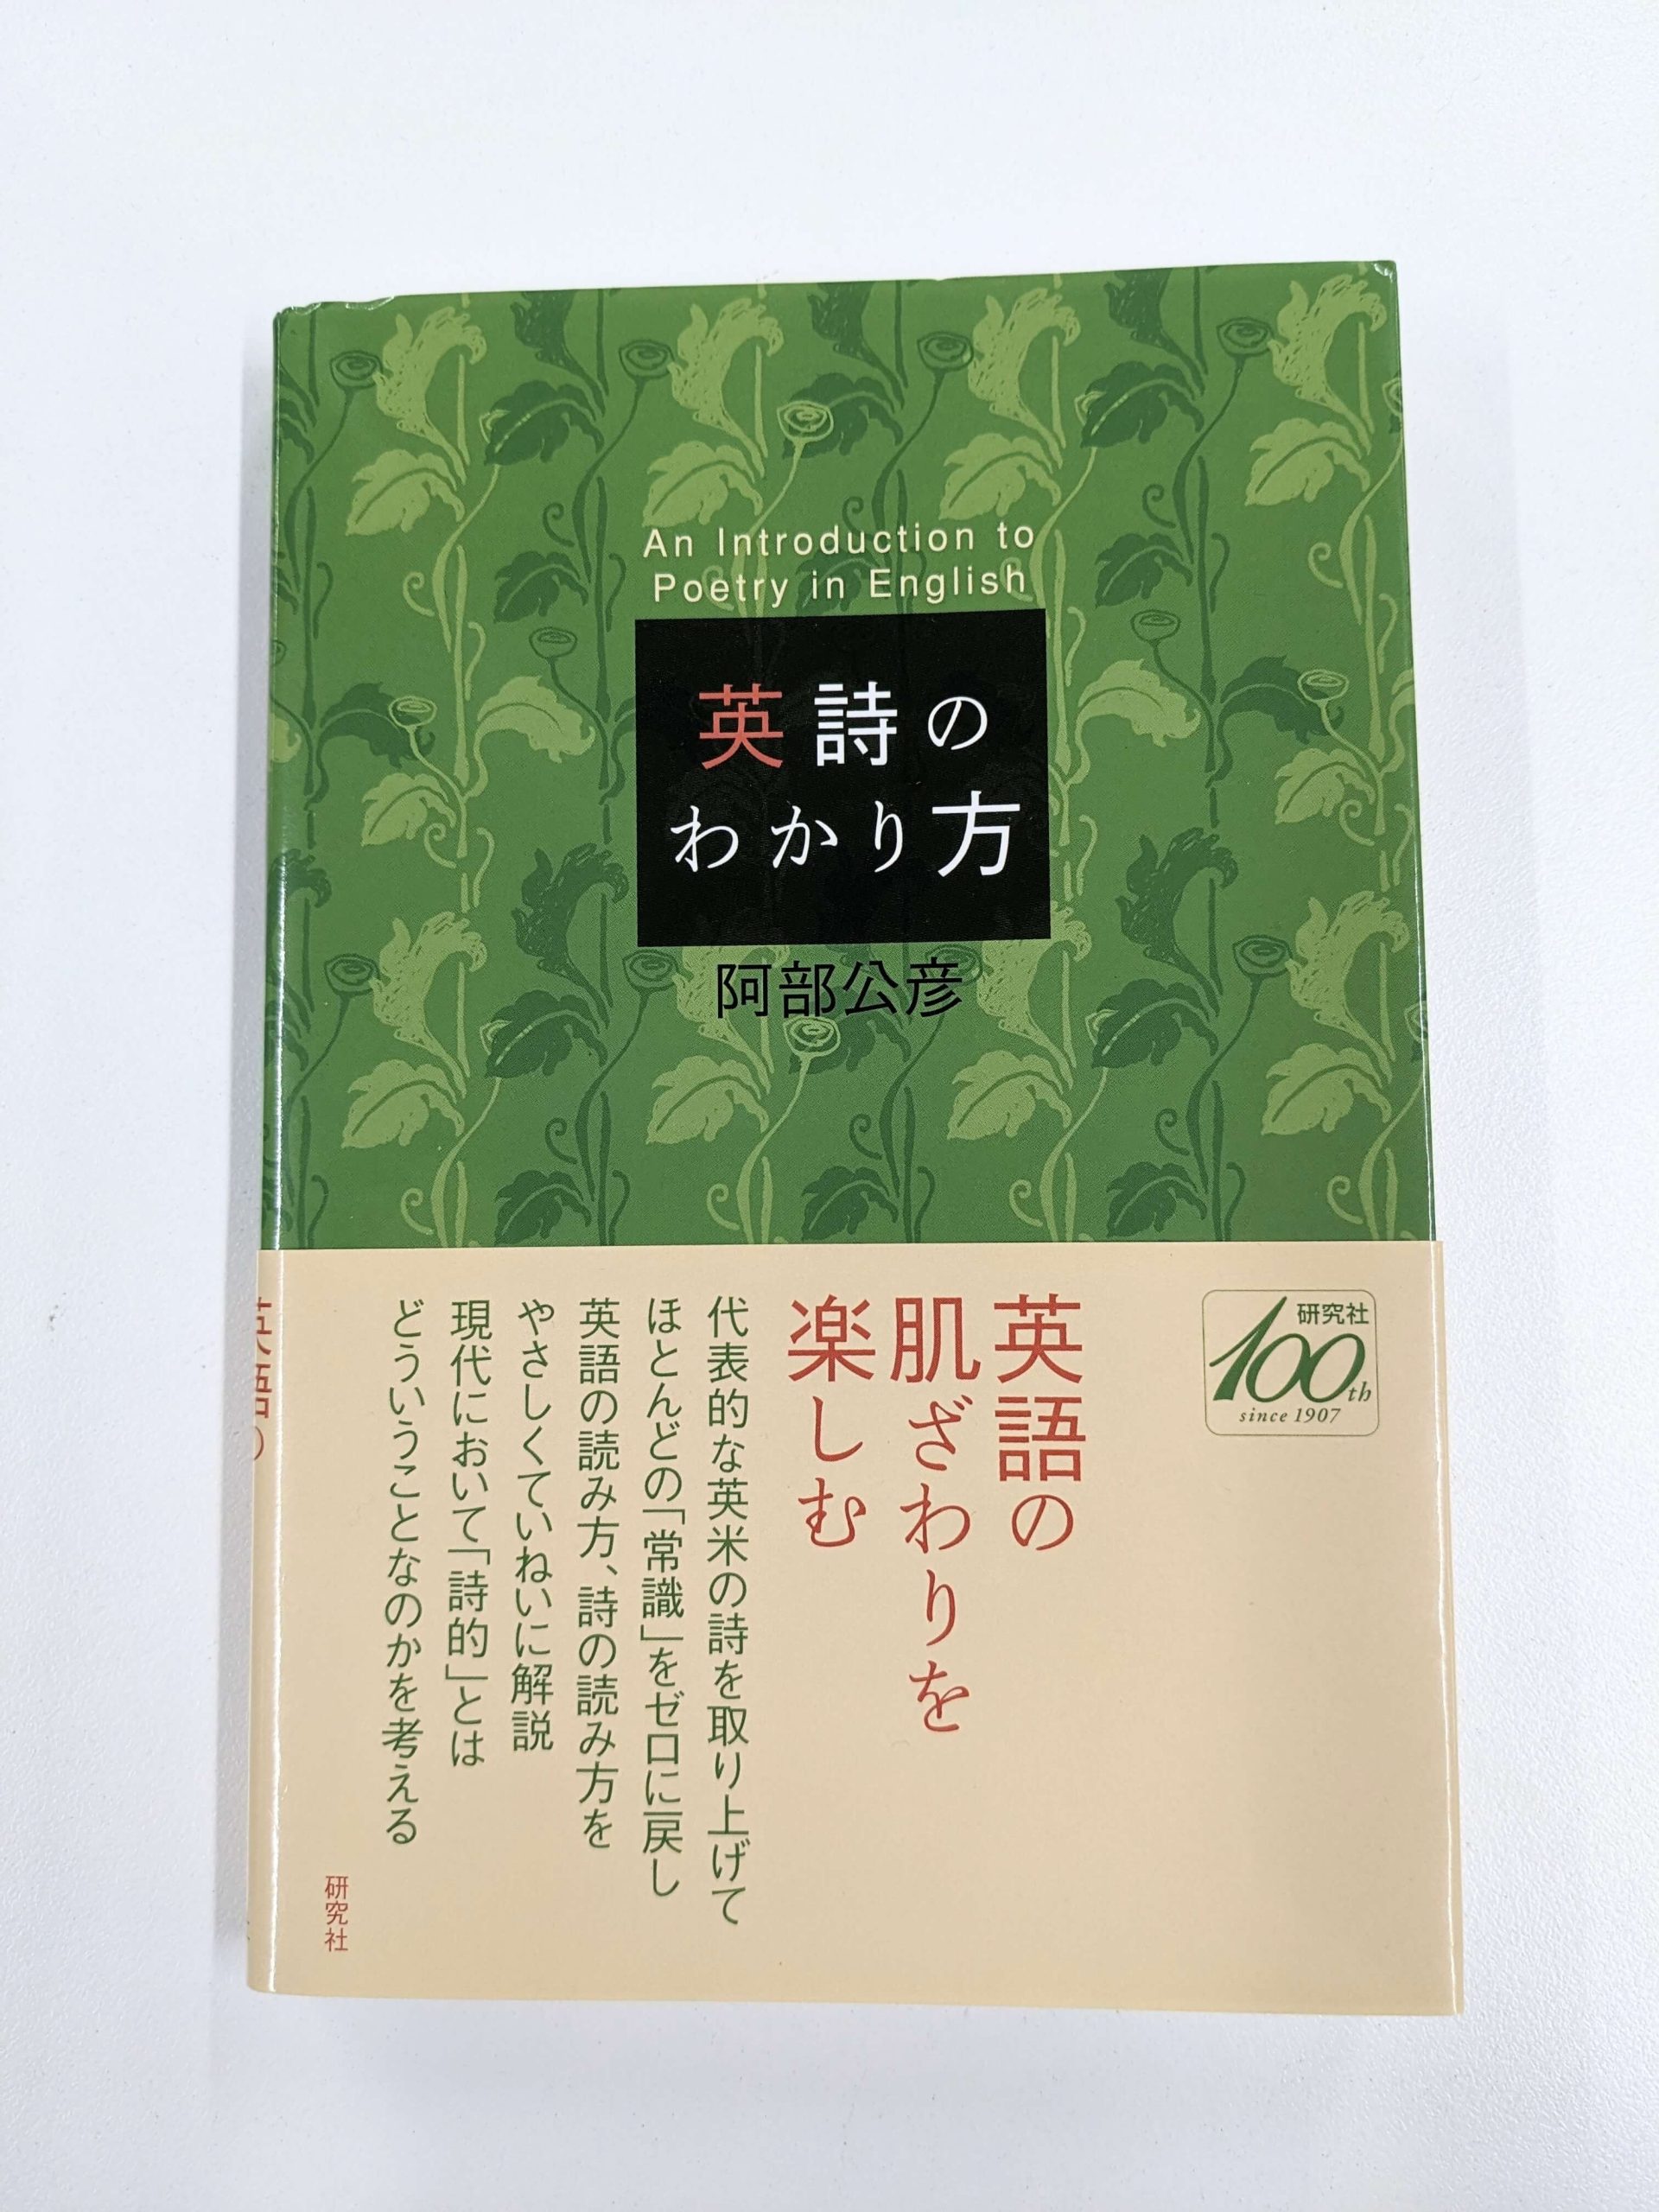 An Introduction to
Poetry in English
英詩の
わかり方
阿部公彦
研究社
100th
since 1907
英語の
肌ざわりを
楽しむ
代表的な英米の詩を取り上げて
ほとんどの「常識」をゼロに戻し
英語の読み方、詩の読み方を
やさしくていねいに解説
現代において「詩的」とは
どういうことなのかを考える
研究社
英語の